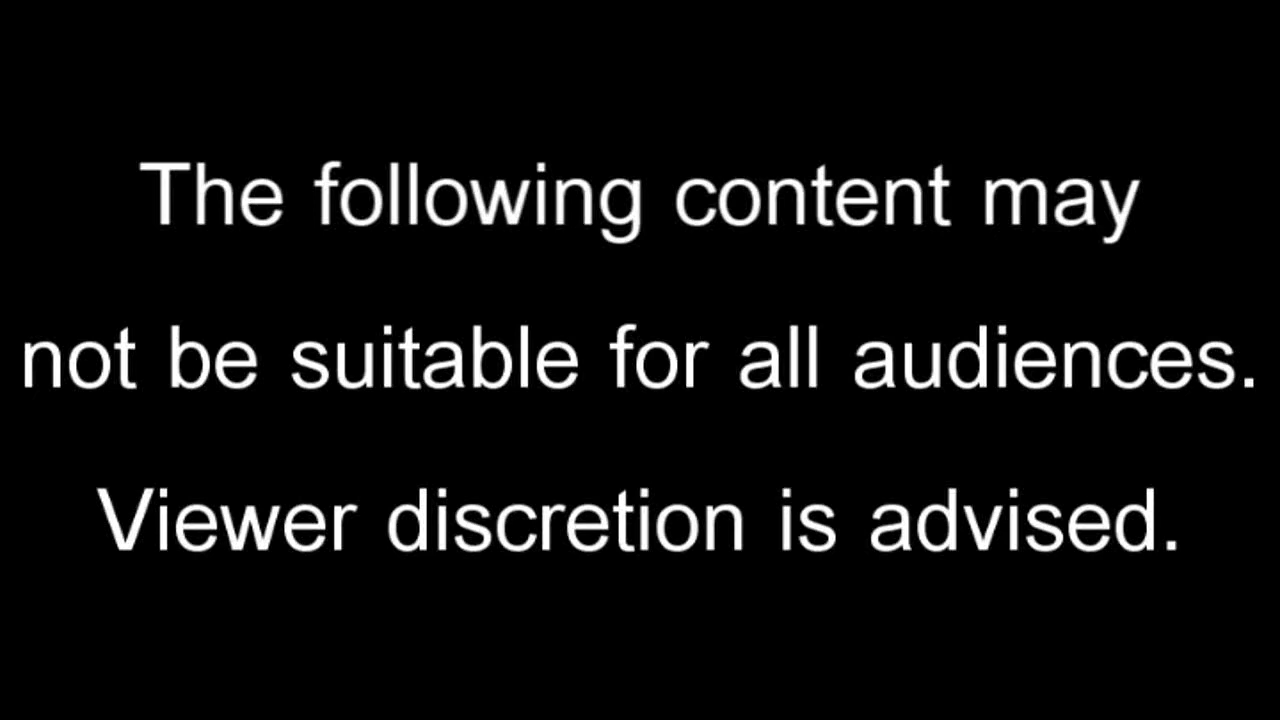 The following content may
not be suitable for all audiences.
Viewer discretion is advised.